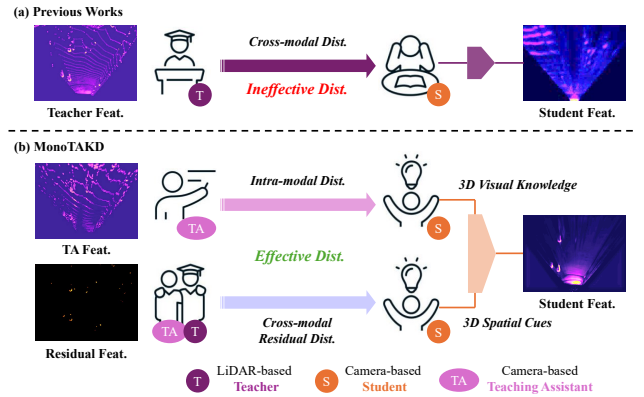 (a) Previous Works
Cross-modal Dist.
Ineffective Dist.
T
S
Teacher Feat.
Student Feat.
(b) MonoTAKD
Intra-modal Dist.
3D Visual Knowledge
TA
S
TA Feat.
Effective Dist.
Student Feat.
TA T
Cross-modal
Residual Dist.
S
3D Spatial Cues
Residual Feat.
T LiDAR-based
Teacher
S Camera-based
Student
TA Camera-based
Teaching Assistant